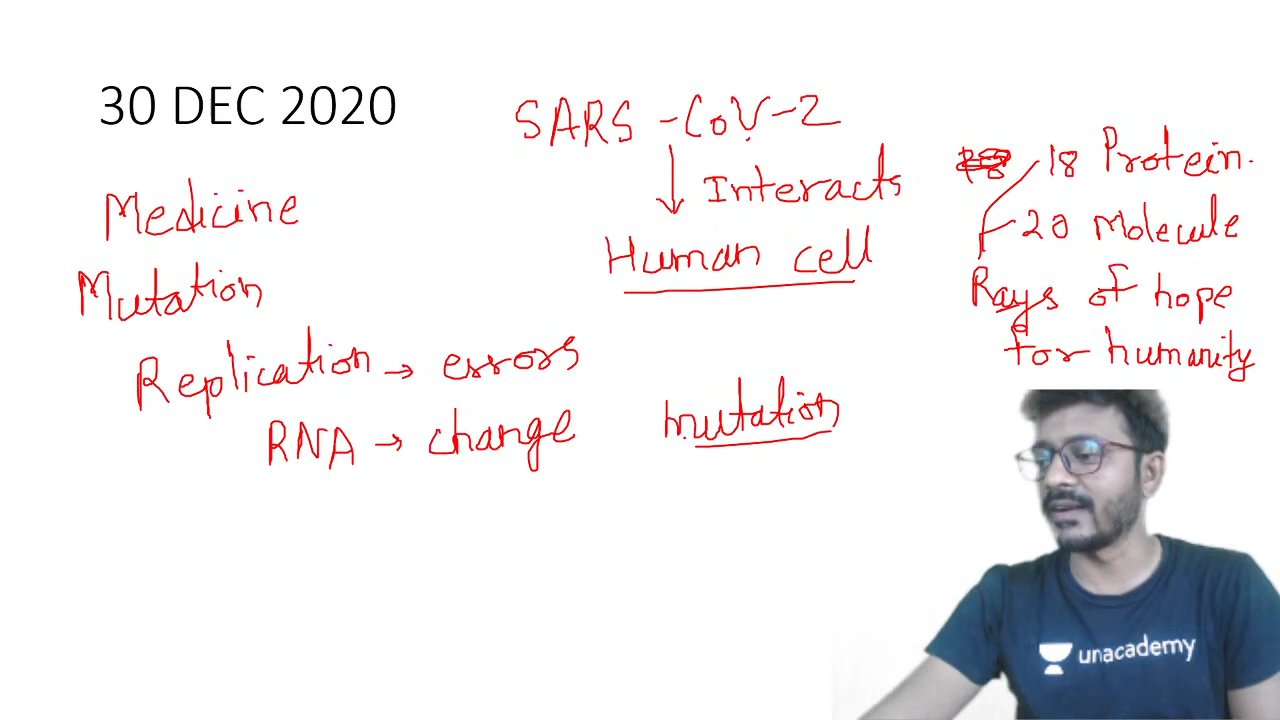 30 DEC 2020
SARS-CoV-2
Interacts
Human cell
18 Protein.
20 Molecule
Rays of hope
for humanity
Medicine
Mutation
Replication → errors
RNA → change
mutation
unacademy